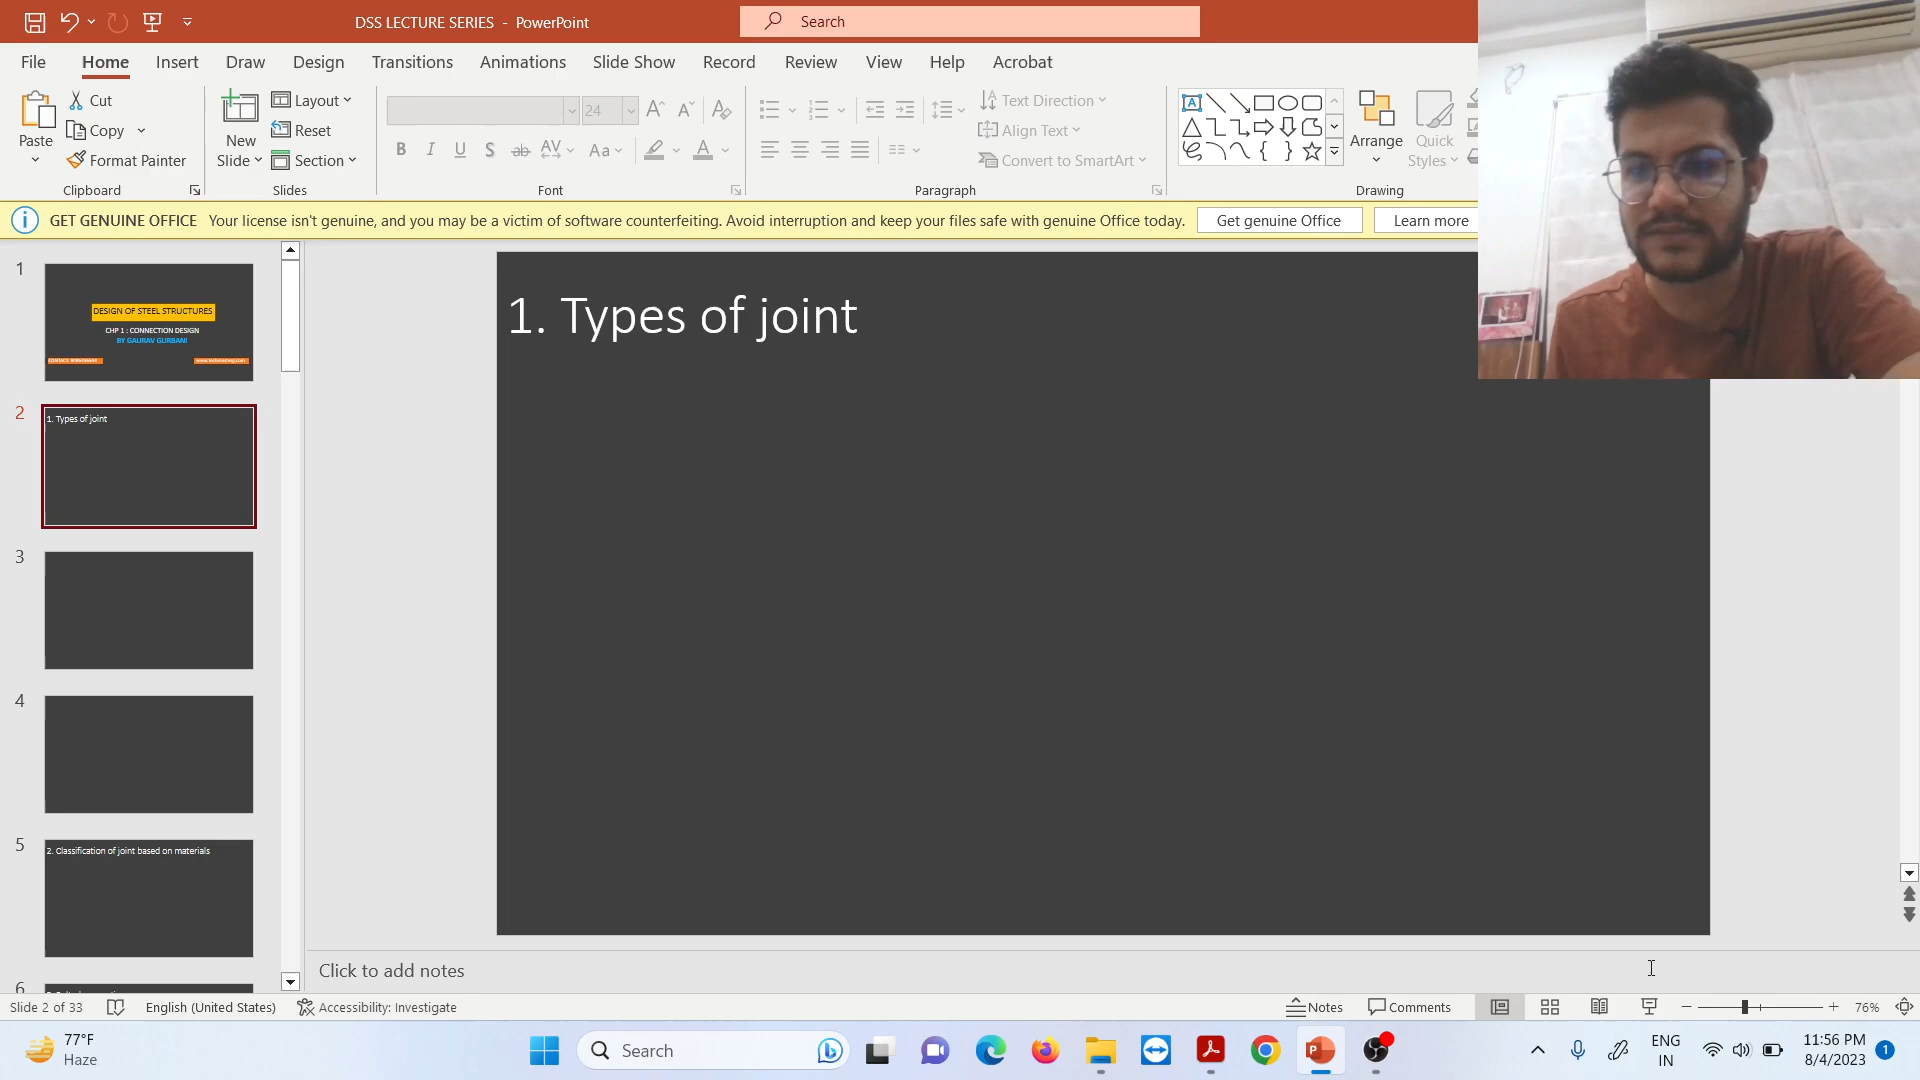 DSS LECTURE SERIES - PowerPoint
Search
File Home Insert Draw Design Transitions Animations Slide Show Record Review View Help Acrobat
Paste
Cut
Copy
Format Painter
Clipboard
New Slide
Layout
Reset
Section
Slides
24
B I U S ab AV Aa A
Font
Text Direction
Align Text
Convert to SmartArt
Paragraph
Arrange
Quick Styles
Drawing
GET GENUINE OFFICE Your license isn't genuine, and you may be a victim of software counterfeiting. Avoid interruption and keep your files safe with genuine Office today. Get genuine Office Learn more
1
DESIGN OF STEEL STRUCTURES
CHP 1 : CONNECTION DESIGN
BY GAURAV GURBANI
2
1. Types of joint
3
4
5
2. Classification of joint based on materials
6
1. Types of joint
Click to add notes
Slide 2 of 33 English (United States) Accessibility: Investigate Notes Comments 76%
77°F
Haze
Search
ENG
IN
11:56 PM
8/4/2023
1